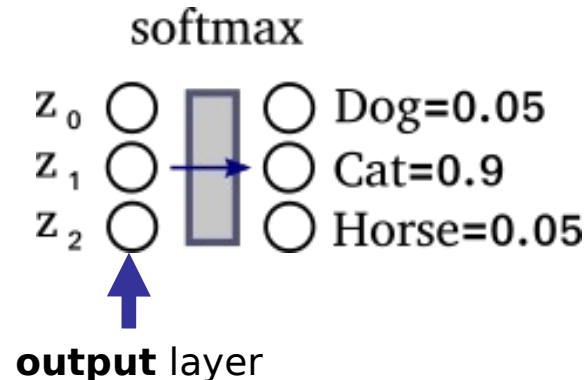 softmax
z₀ Dog=0.05
z₁ Cat=0.9
z₂ Horse=0.05
output layer